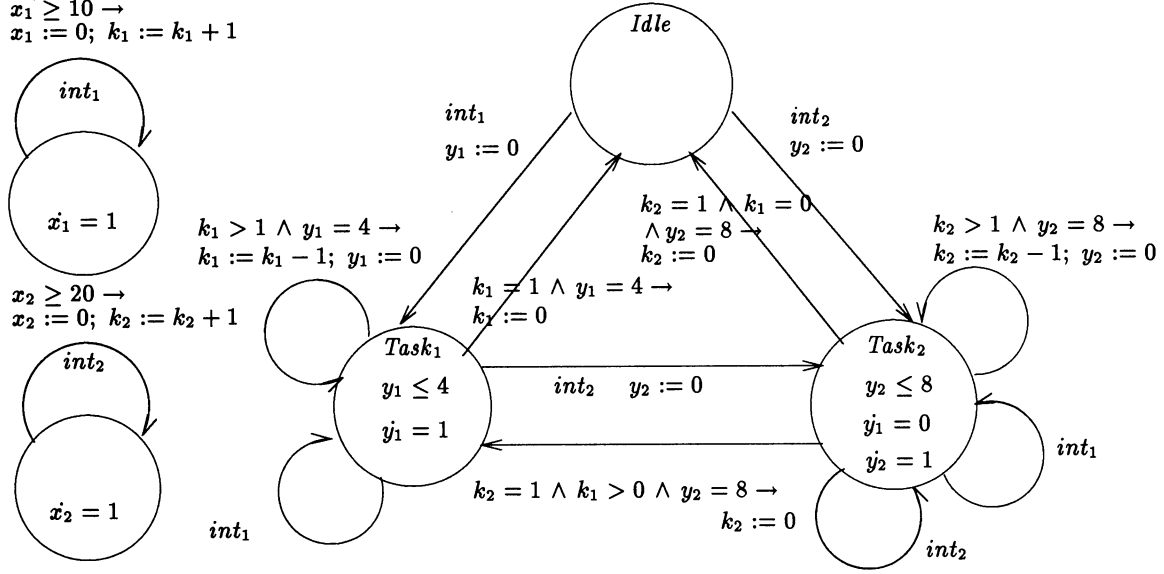 x₁ ≥ 10 →
x₁ := 0; k₁ := k₁ + 1
int₁
ẋ₁ = 1
x₂ ≥ 20 →
x₂ := 0; k₂ := k₂ + 1
int₂
ẋ₂ = 1
Idle
int₁
y₁ := 0
int₂
y₂ := 0
k₁ > 1 ∧ y₁ = 4 →
k₁ := k₁ − 1; y₁ := 0
k₂ = 1 ∧ k₁ = 0
∧ y₂ = 8 →
k₂ := 0
k₁ = 1 ∧ y₁ = 4 →
k₁ := 0
k₂ > 1 ∧ y₂ = 8 →
k₂ := k₂ − 1; y₂ := 0
Task₁
y₁ ≤ 4
ẏ₁ = 1
int₂ y₂ := 0
Task₂
y₂ ≤ 8
ẏ₁ = 0
ẏ₂ = 1
k₂ = 1 ∧ k₁ > 0 ∧ y₂ = 8 →
k₂ := 0
int₁
int₁
int₂